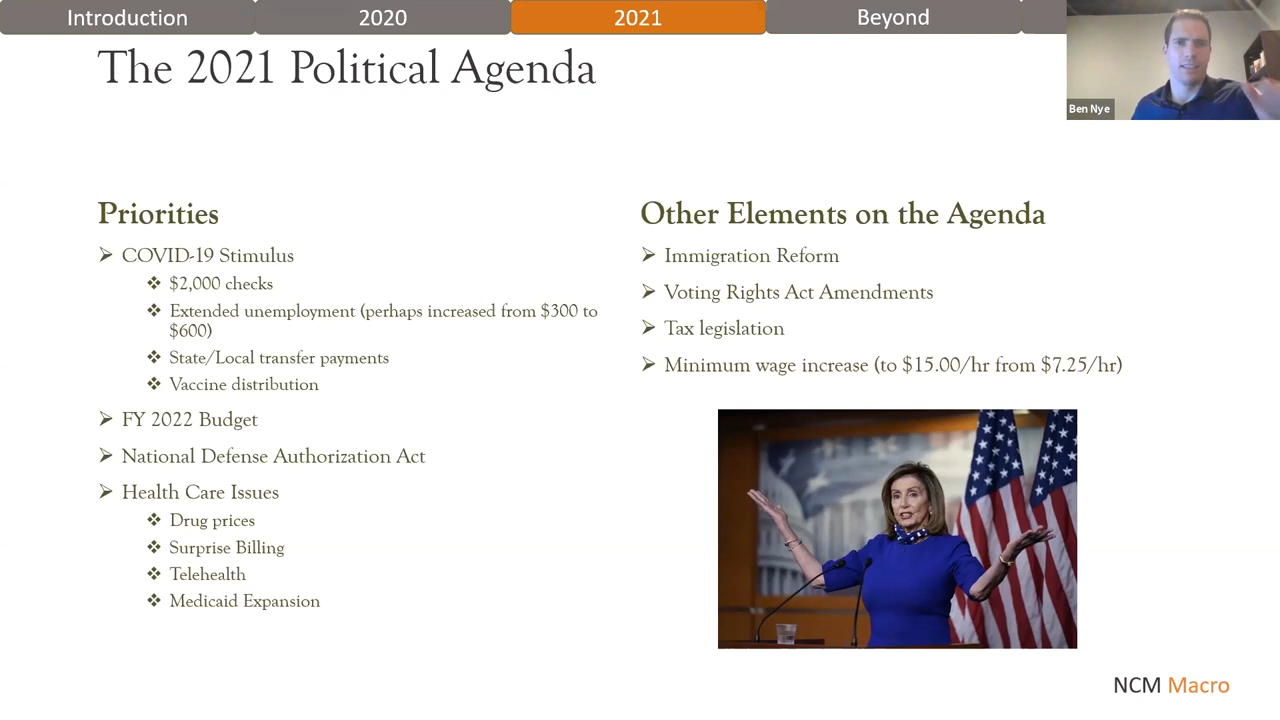 Introduction
2020
2021
Beyond
The 2021 Political Agenda
Ben Nye
Priorities
➢ COVID-19 Stimulus
❖ $2,000 checks
❖ Extended unemployment (perhaps increased from $300 to
$600)
❖ State/Local transfer payments
❖ Vaccine distribution
➢ FY 2022 Budget
➢ National Defense Authorization Act
➢ Health Care Issues
❖ Drug prices
❖ Surprise Billing
❖ Telehealth
❖ Medicaid Expansion
Other Elements on the Agenda
➢ Immigration Reform
➢ Voting Rights Act Amendments
➢ Tax legislation
➢ Minimum wage increase (to $15.00/hr from $7.25/hr)
NCM Macro